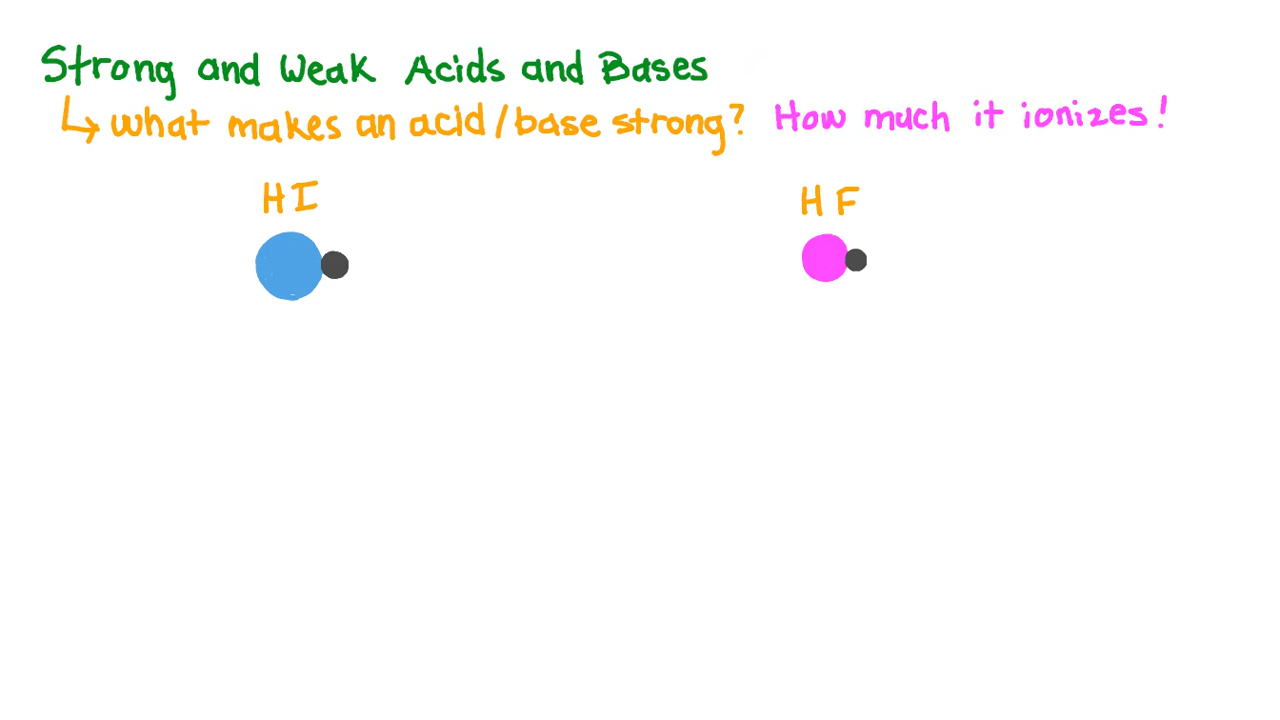 Strong and Weak Acids and Bases
↳ what makes an acid/base strong? How much it ionizes!
HI HF